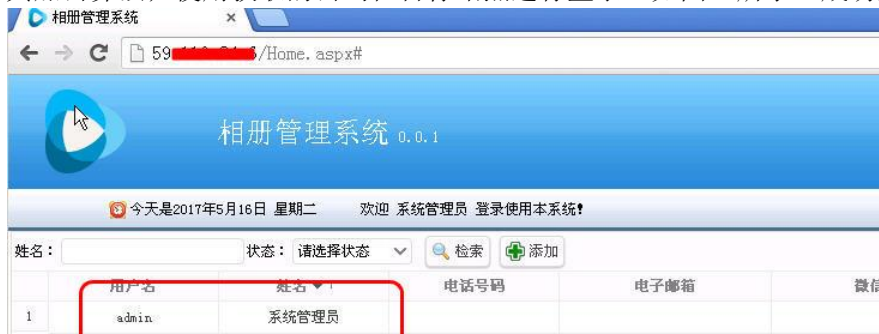 相册管理系统 ×
59 /Home.aspx#
相册管理系统 0.0.1
今天是2017年5月16日 星期二 欢迎 系统管理员 登录使用本系统!
姓名： 状态： 请选择状态 检索 添加
用户名 姓名 电话号码 电子邮箱 微信
1 admin 系统管理员